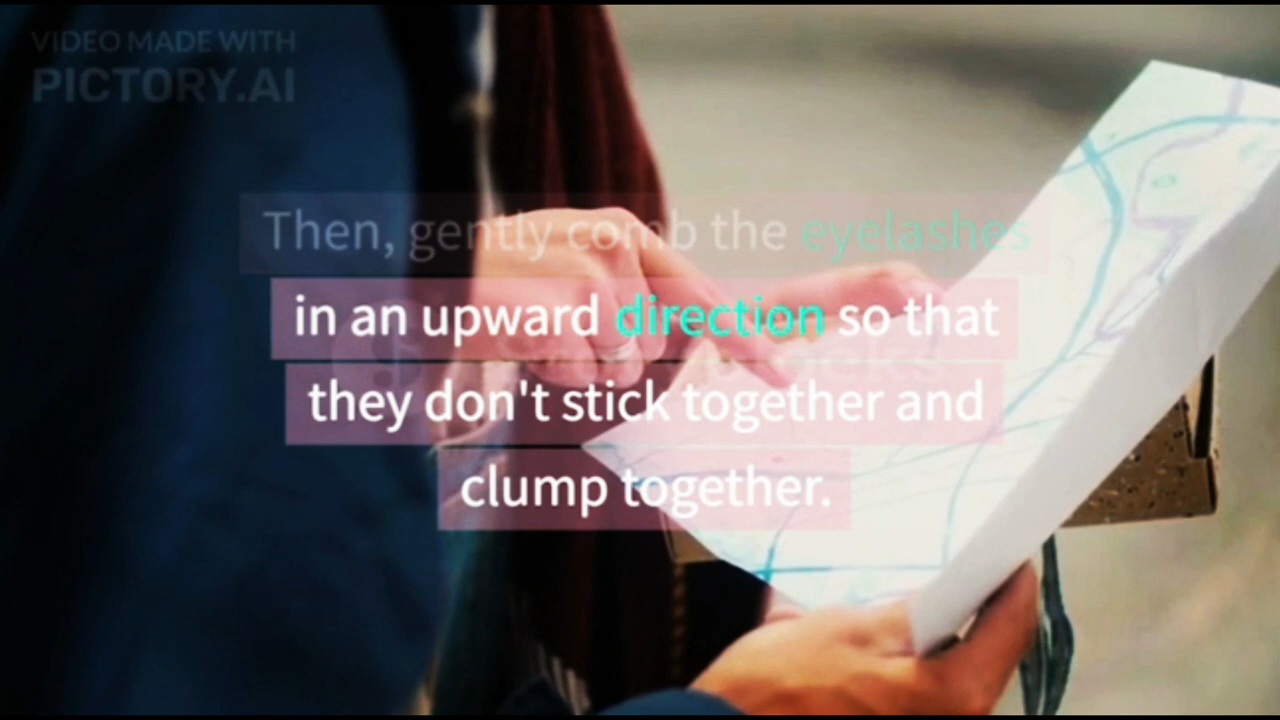 VIDEO MADE WITH
PICTORY.AI
Then, gently comb the eyelashes
in an upward direction so that
they don't stick together and
clump together.